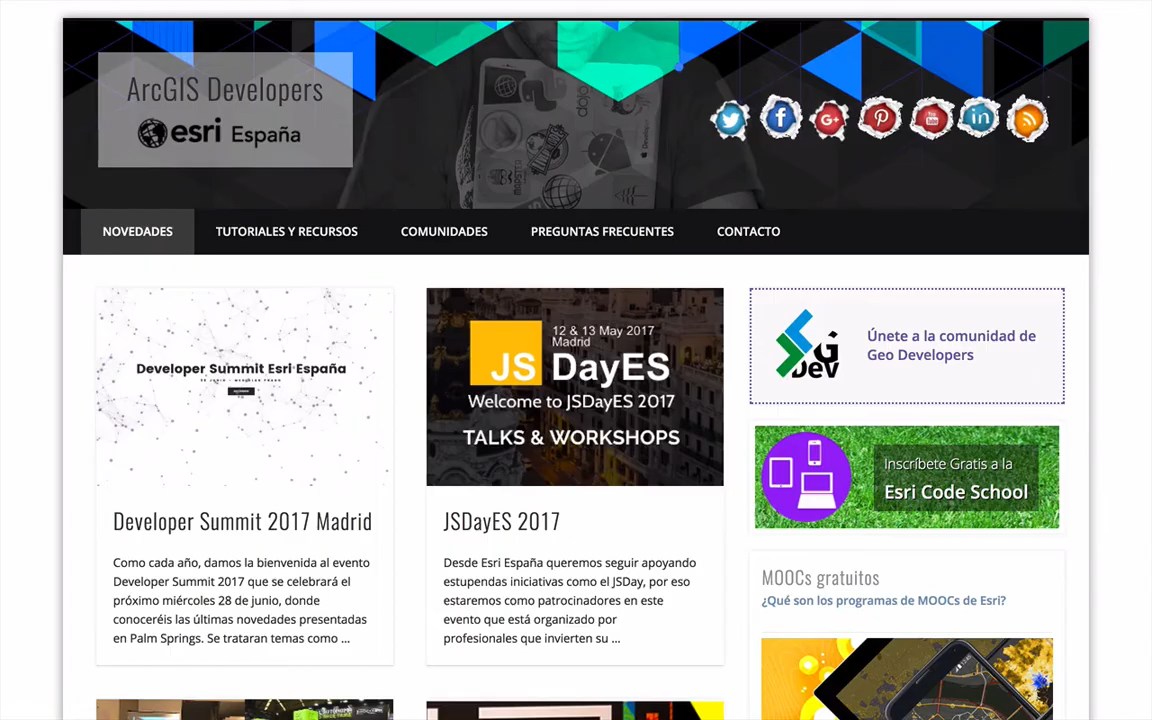 ArcGIS Developers
esri España
NOVEDADES
TUTORIALES Y RECURSOS
COMUNIDADES
PREGUNTAS FRECUENTES
CONTACTO
Developer Summit Esri España
Developer Summit 2017 Madrid
Como cada año, damos la bienvenida al evento
Developer Summit 2017 que se celebrará el
próximo miércoles 28 de junio, donde
conoceréis las últimas novedades presentadas
en Palm Springs. Se trataran temas como ...
12 & 13 May 2017
Madrid
JS DayES
Welcome to JSDayES 2017
TALKS & WORKSHOPS
JSDayES 2017
Desde Esri España queremos seguir apoyando
estupendas iniciativas como el JSDay, por eso
estaremos como patrocinadores en este
evento que está organizado por
profesionales que invierten su ...
G
DEV
Únete a la comunidad de
Geo Developers
Inscríbete Gratis a la
Esri Code School
MOOCs gratuitos
¿Qué son los programas de MOOCs de Esri?